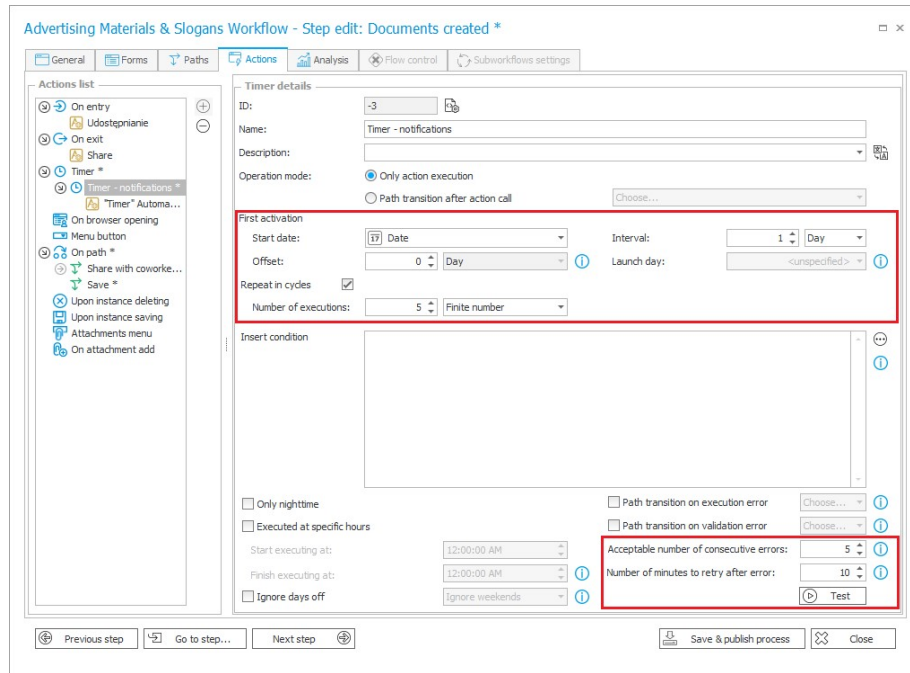 Advertising Materials & Slogans Workflow - Step edit: Documents created *
General Forms Paths Actions Analysis Flow control Subworkflows settings
Actions list
On entry
Udostępnianie
On exit
Share
Timer *
Timer - notifications *
"Timer" Automa...
On browser opening
Menu button
On path *
Share with coworke...
Save *
Upon instance deleting
Upon instance saving
Attachments menu
On attachment add
Timer details
ID: -3
Name: Timer - notifications
Description:
Operation mode: Only action execution
Path transition after action call Choose...
First activation
Start date: 17 Date Interval: 1 Day
Offset: 0 Day Launch day: <unspecified>
Repeat in cycles
Number of executions: 5 Finite number
Insert condition
Only nighttime Path transition on execution error Choose...
Executed at specific hours Path transition on validation error Choose...
Start executing at: 12:00:00 AM Acceptable number of consecutive errors: 5
Finish executing at: 12:00:00 AM Number of minutes to retry after error: 10
Ignore days off Ignore weekends Test
Previous step Go to step... Next step Save & publish process Close